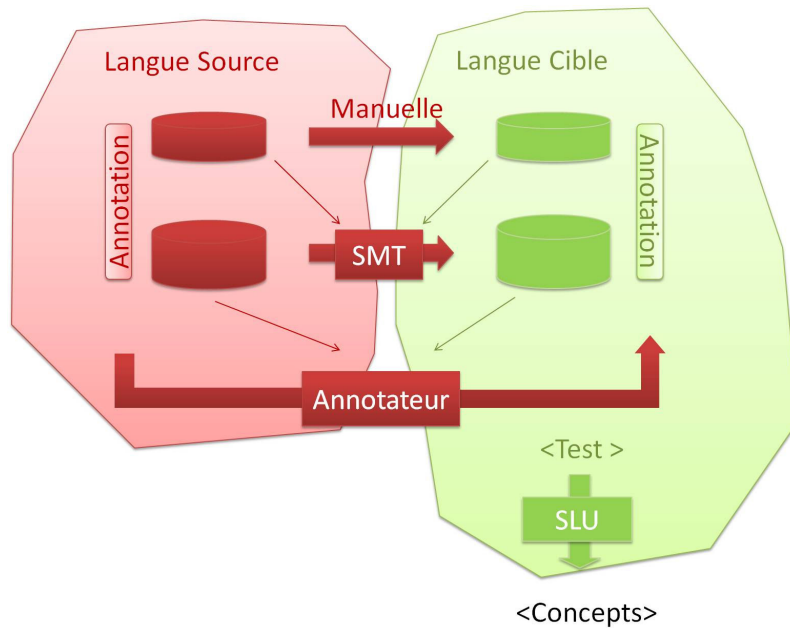 Langue Source
Langue Cible
Manuelle
Annotation
Annotation
SMT
Annotateur
<Test >
SLU
<Concepts>